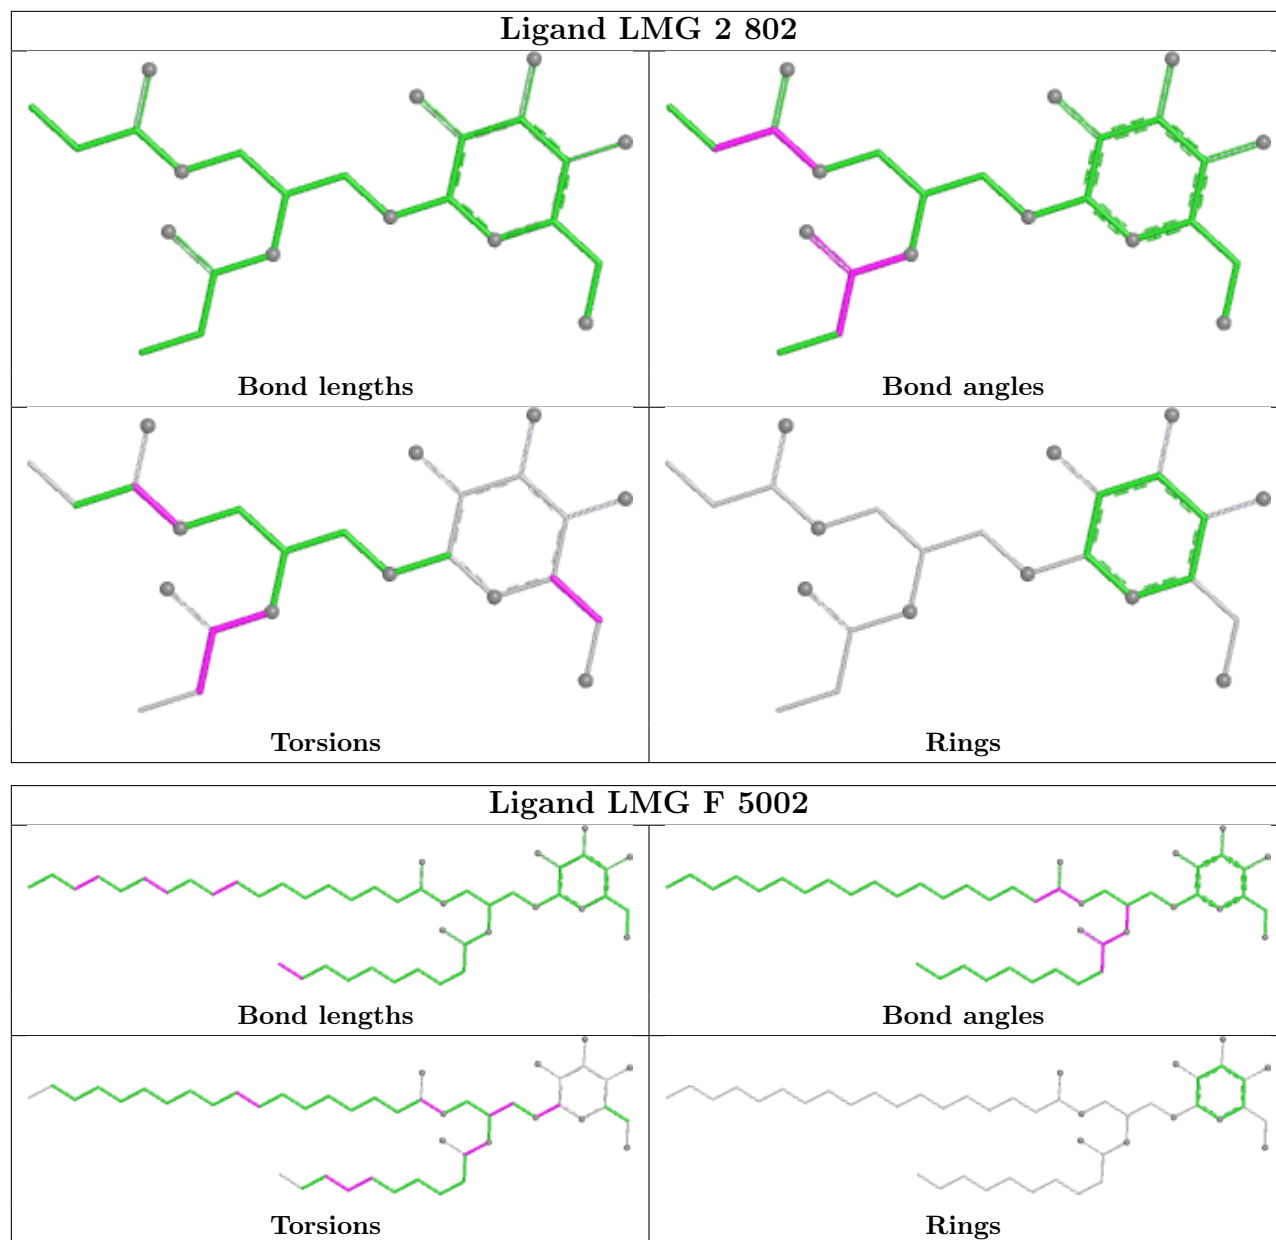 Ligand LMG 2 802
Bond lengths
Bond angles
Torsions
Rings
Ligand LMG F 5002
Bond lengths
Bond angles
Torsions
Rings